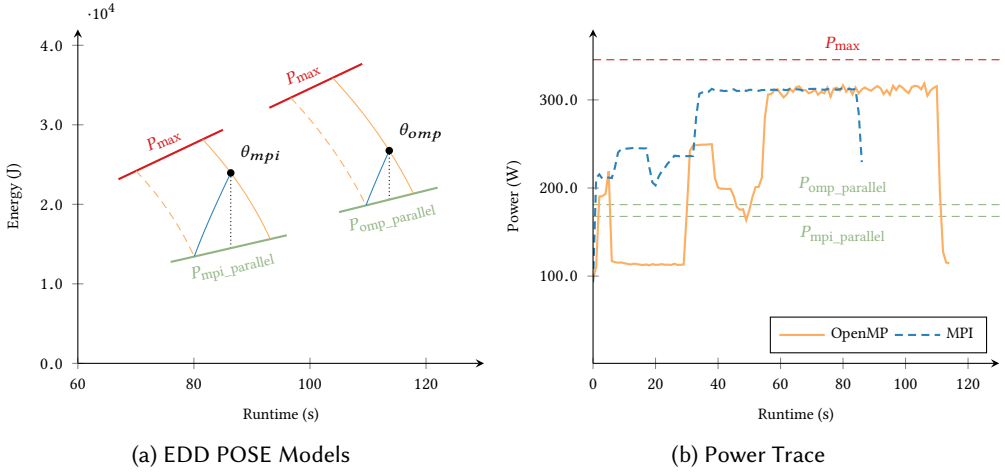 ·10⁴
4.0
3.0
2.0
1.0
0.0
60
80
100
120
Energy (J)
Runtime (s)
P_max
P_max
θ_mpi
θ_omp
P_mpi_parallel
P_omp_parallel
(a) EDD POSE Models
300.0
200.0
100.0
0
20
40
60
80
100
120
Power (W)
Runtime (s)
P_max
P_omp_parallel
P_mpi_parallel
OpenMP
MPI
(b) Power Trace